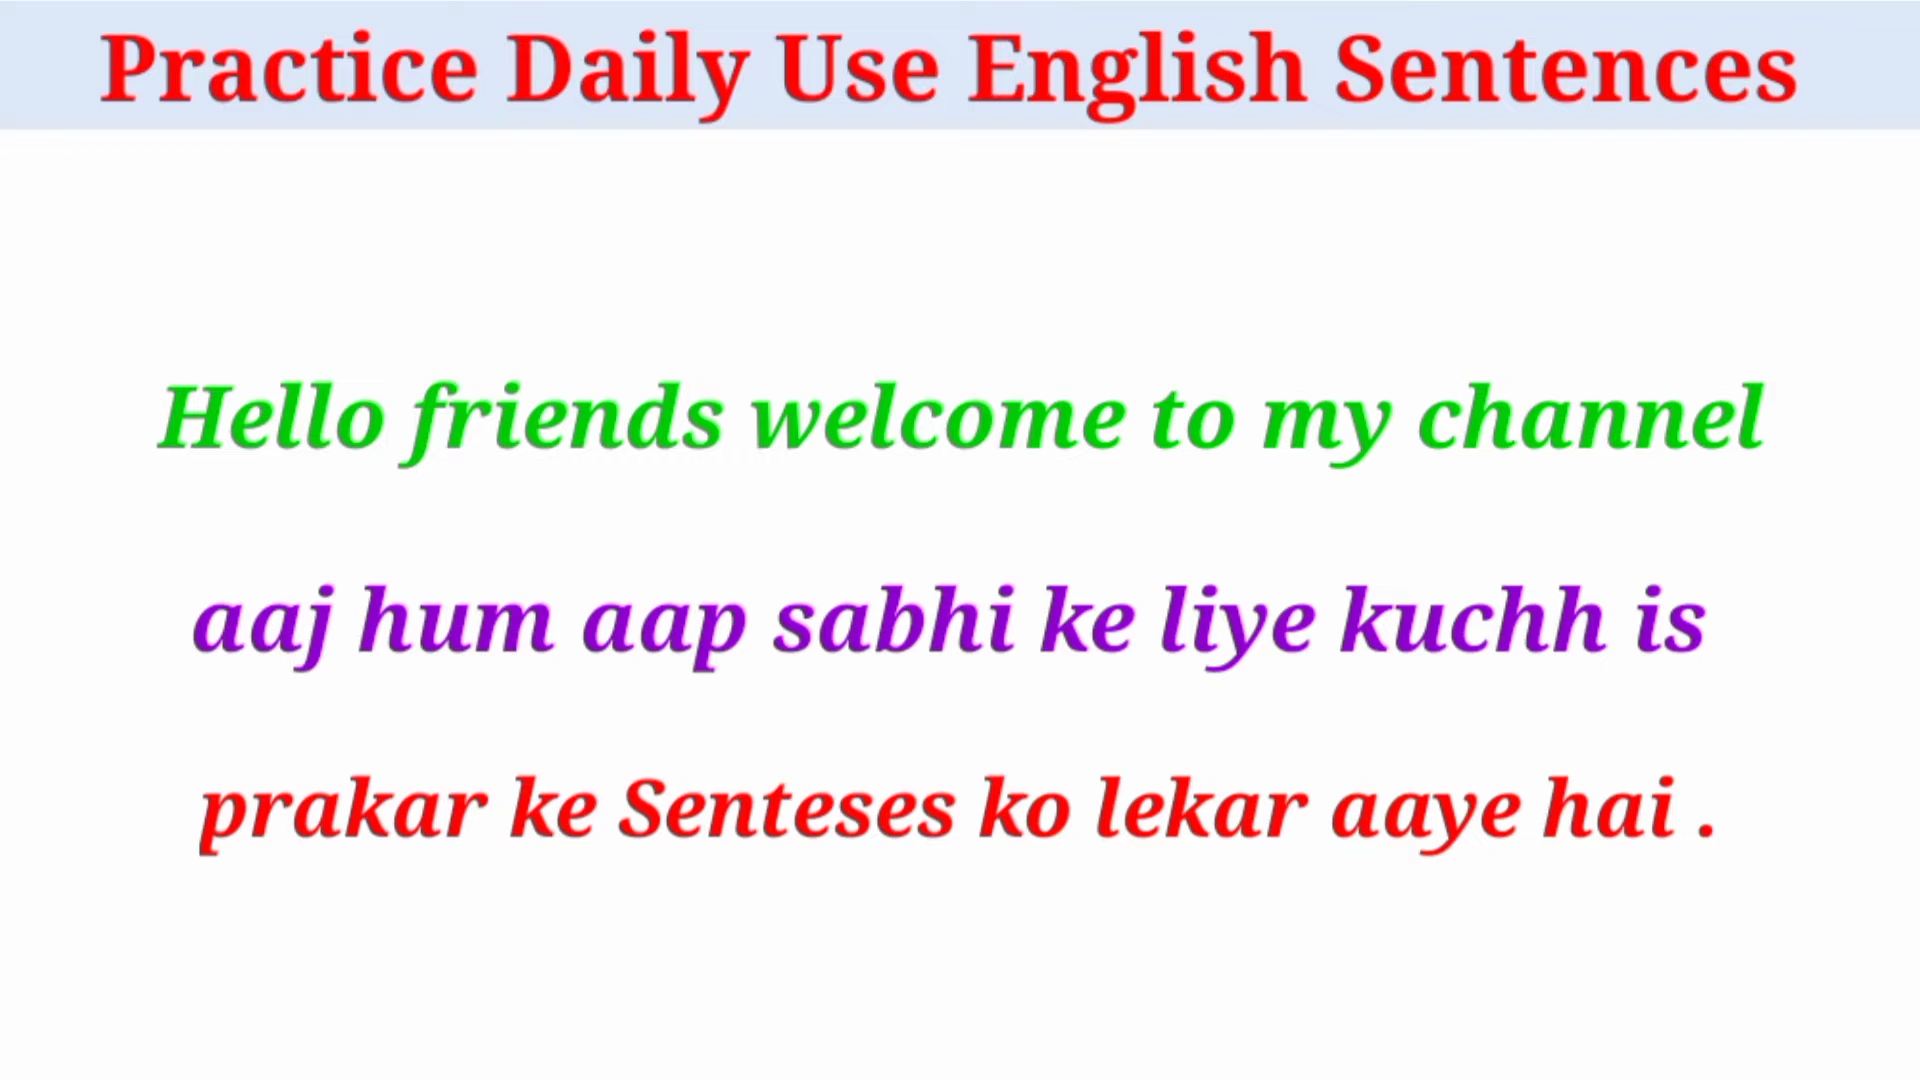 Practice Daily Use English Sentences
Hello friends welcome to my channel
aaj hum aap sabhi ke liye kuchh is
prakar ke Senteses ko lekar aaye hai .